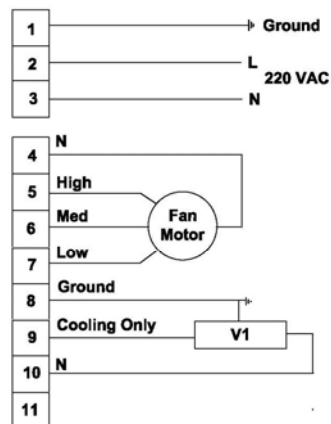 1
Ground
2
L
220 VAC
3
N
4
N
5
High
6
Med
Fan
Motor
7
Low
8
Ground
9
Cooling Only
V1
10
N
11